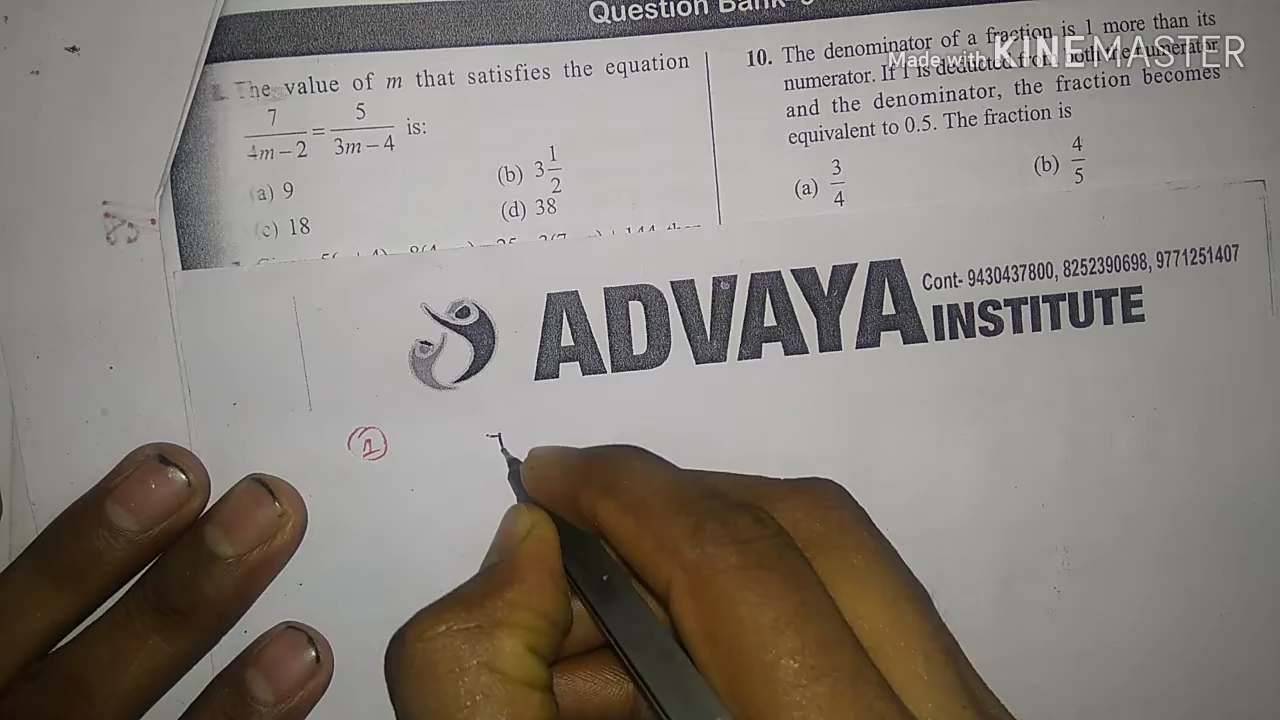 Question Bank
The value of m that satisfies the equation
7/4m − 2 = 5/3m − 4 is:
(a) 9 (b) 3 1/2
(c) 18 (d) 38
10. The denominator of a fraction is 1 more than its
numerator. If 1 is deducted from both the numerator
and the denominator, the fraction becomes
equivalent to 0.5. The fraction is
(a) 3/4 (b) 4/5
Made with KINEMASTER
ADVAYA INSTITUTE
Cont- 9430437800, 8252390698, 9771251407
1
7